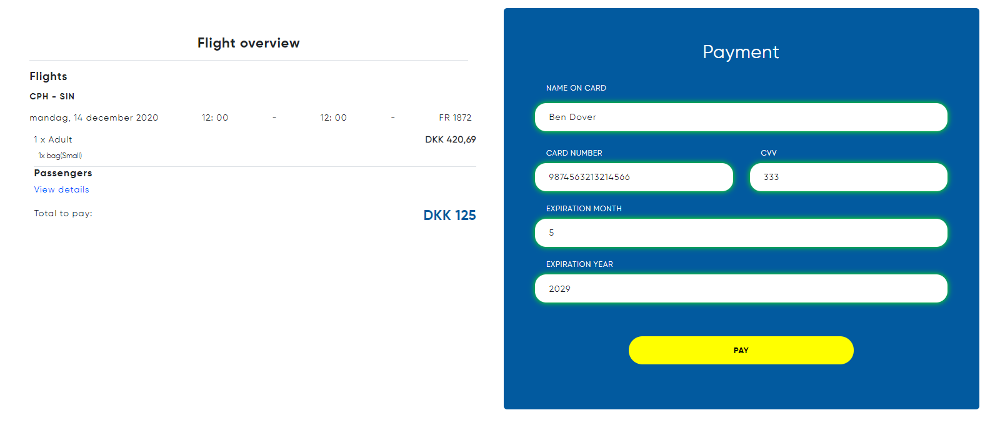 Flight overview
Flights
CPH - SIN
mandag, 14 december 2020 12: 00 - 12: 00 - FR 1872
1 x Adult DKK 420,69
1x bag(Small)
Passengers
View details
Total to pay: DKK 125
Payment
NAME ON CARD
Ben Dover
CARD NUMBER CVV
9874563213214566 333
EXPIRATION MONTH
5
EXPIRATION YEAR
2029
PAY